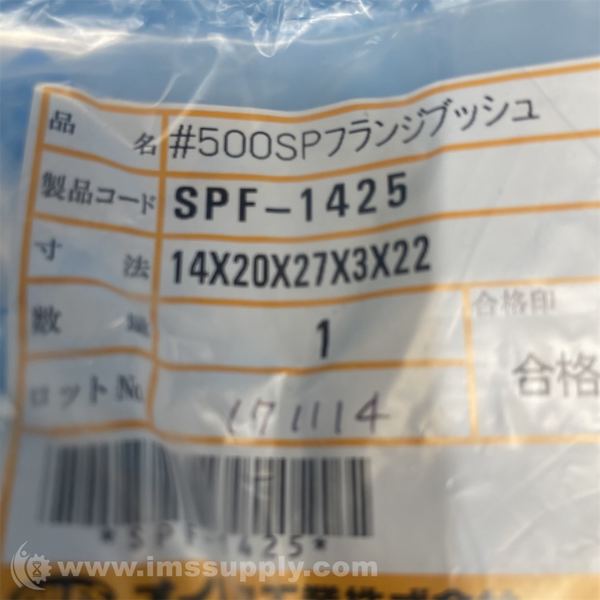 品 名 #500SPフランジブッシュ
製品コード SPF-1425
寸 法 14X20X27X3X22
数 量 1 合格印
ロットNo. 171114 合格
*SPF-1425*
www.imssupply.com